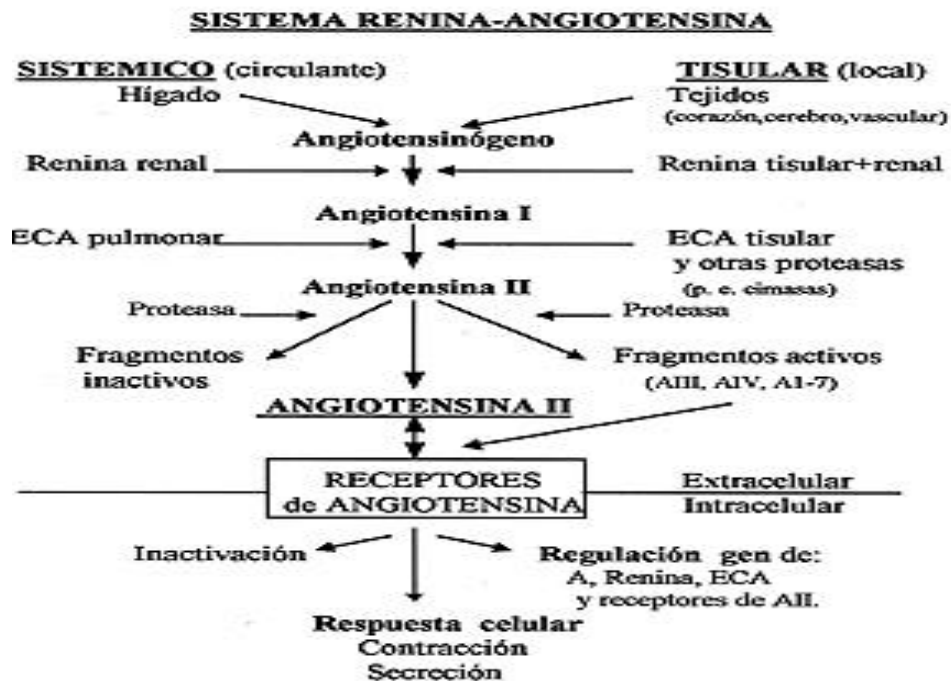 SISTEMA RENINA-ANGIOTENSINA
SISTEMICO (circulante)
Hígado
TISULAR (local)
Tejidos
(corazón,cerebro,vascular)
Angiotensinógeno
Renina renal
Renina tisular+renal
Angiotensina I
ECA pulmonar
ECA tisular
y otras proteasas
(p. e. cimasas)
Angiotensina II
Proteasa
Proteasa
Fragmentos
inactivos
Fragmentos activos
(AIII, AIV, A1-7)
ANGIOTENSINA II
RECEPTORES
de ANGIOTENSINA
Extracelular
Intracelular
Inactivación
Regulación gen de:
A, Renina, ECA
y receptores de AII.
Respuesta celular
Contracción
Secreción